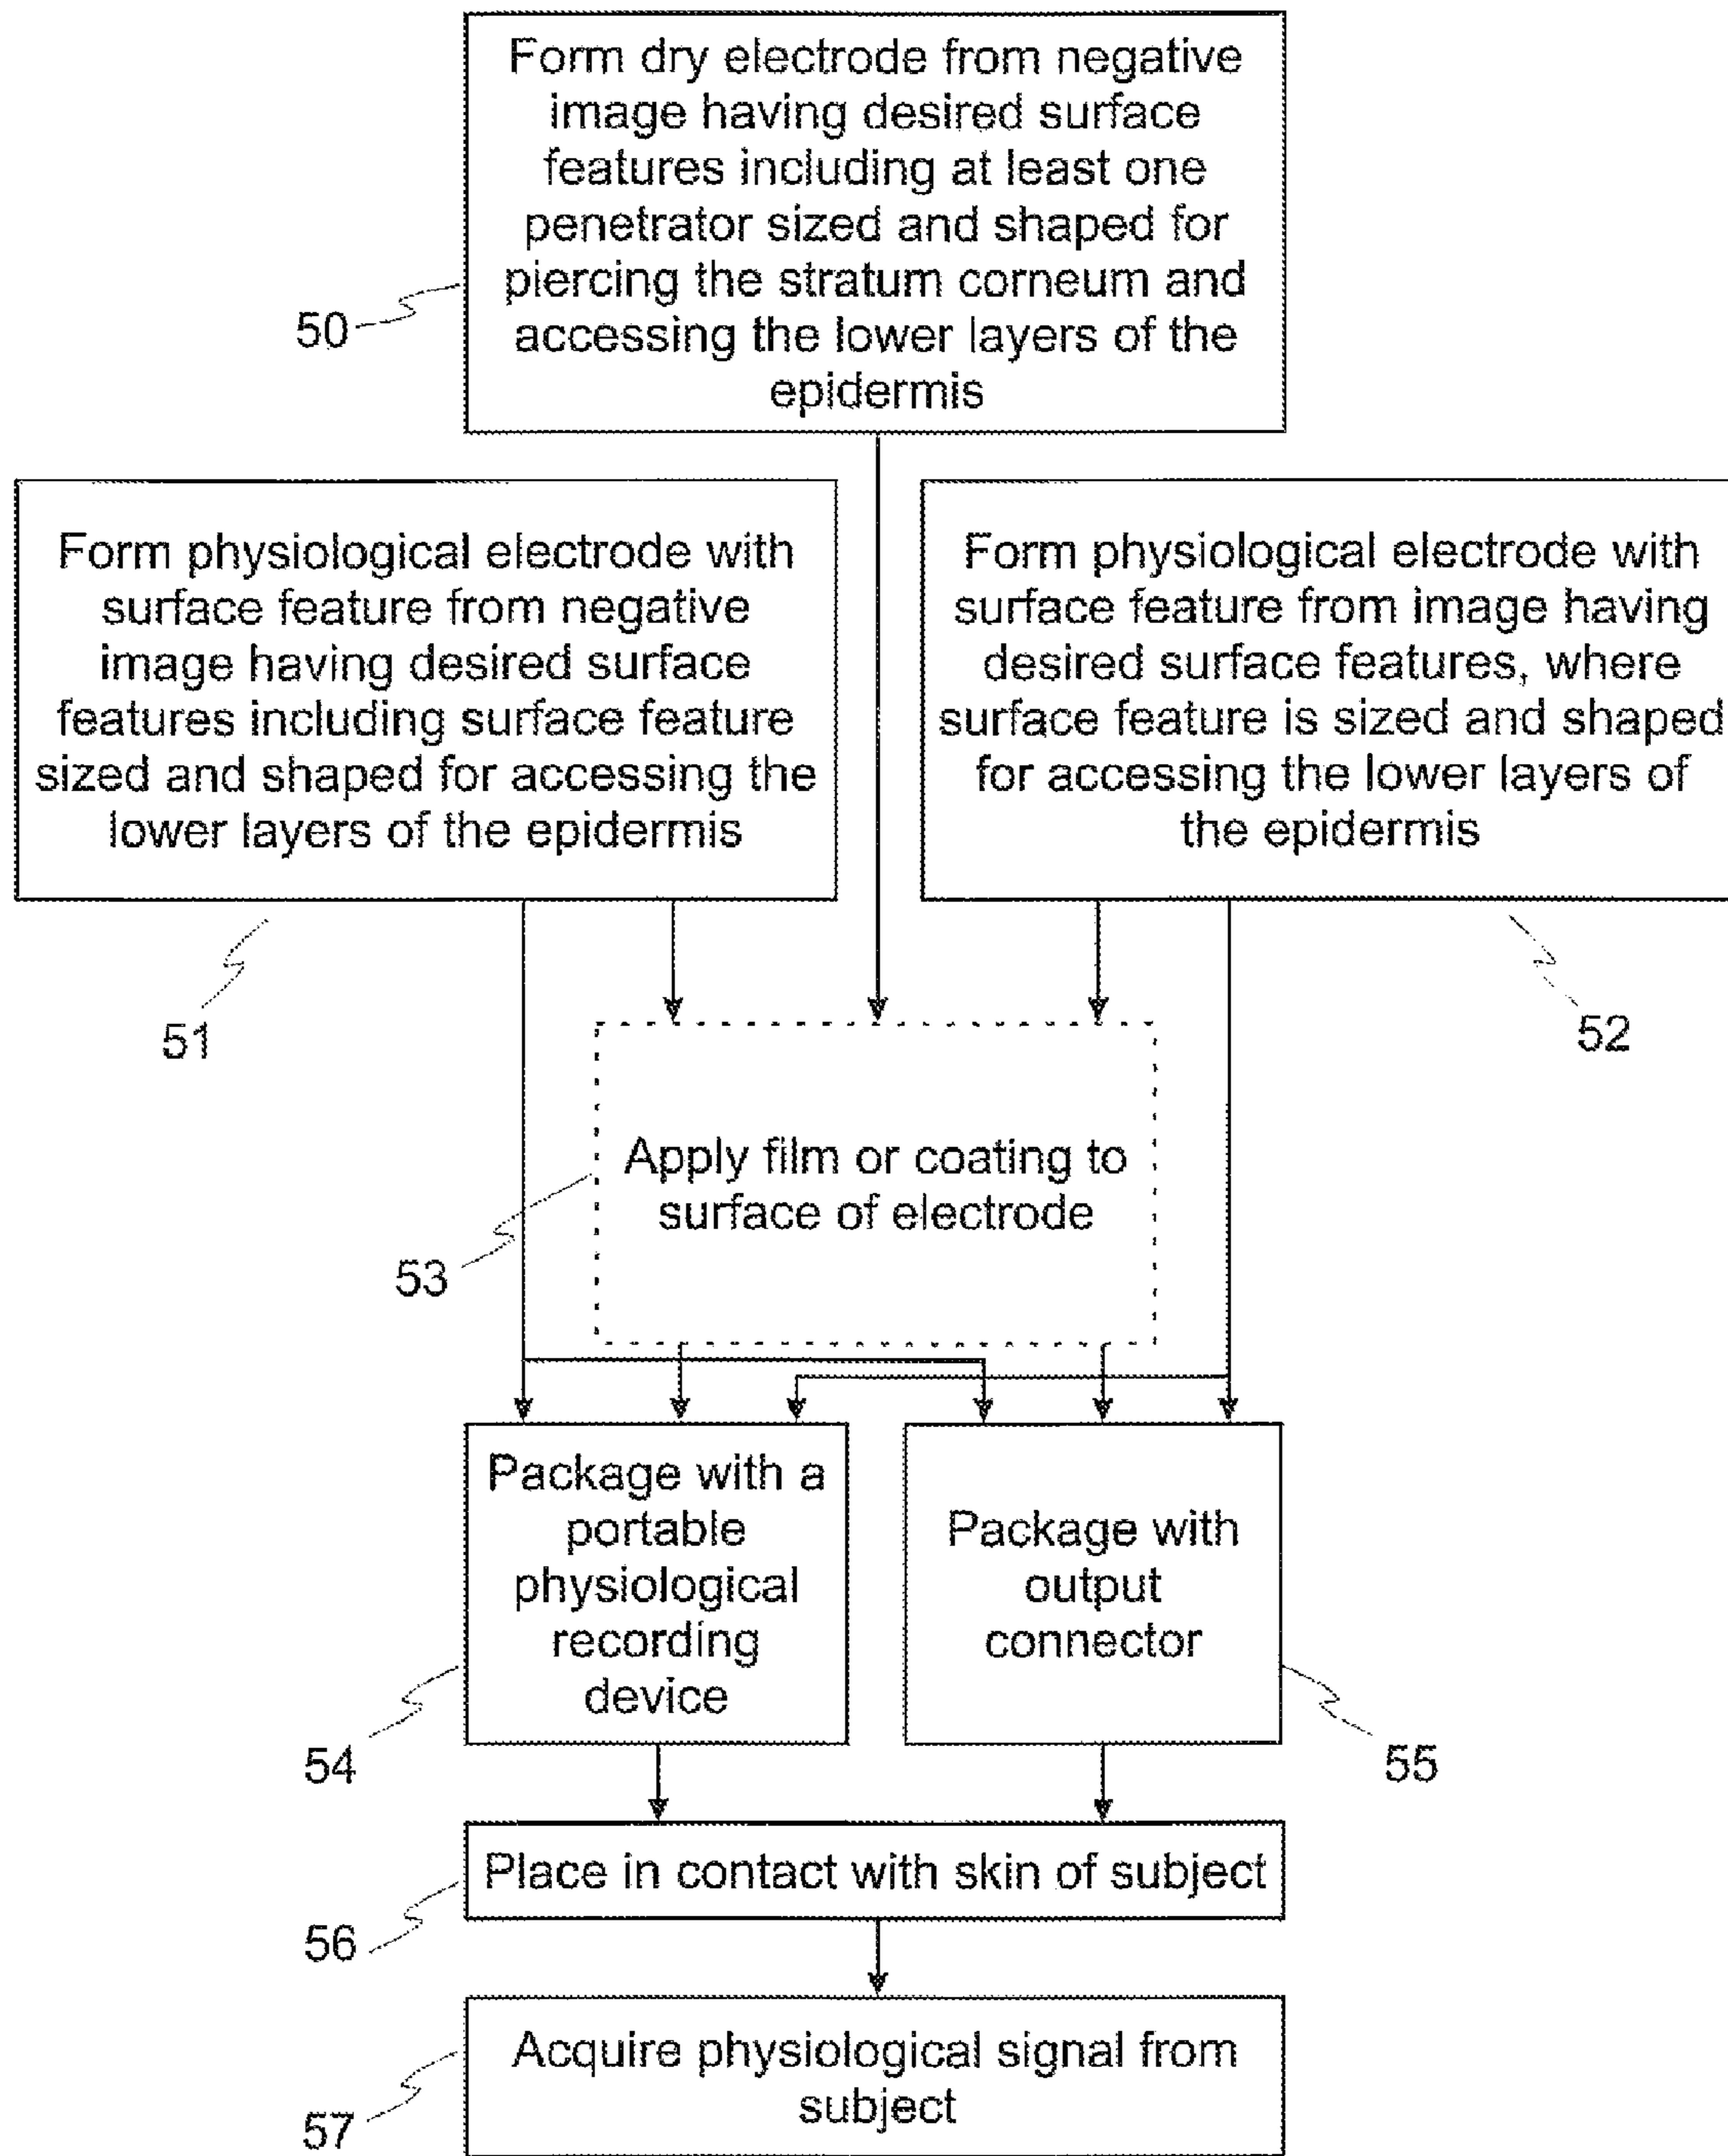 Form dry electrode from negative
image having desired surface
features including at least one
penetrator sized and shaped for
piercing the stratum corneum and
accessing the lower layers of the
epidermis
50
Form physiological electrode with
surface feature from negative
image having desired surface
features including surface feature
sized and shaped for accessing the
lower layers of the epidermis
51
Form physiological electrode with
surface feature from image having
desired surface features, where
surface feature is sized and shaped
for accessing the lower layers of
the epidermis
52
Apply film or coating to
surface of electrode
53
Package with a
portable
physiological
recording
device
54
Package with
output
connector
55
Place in contact with skin of subject
56
Acquire physiological signal from
subject
57